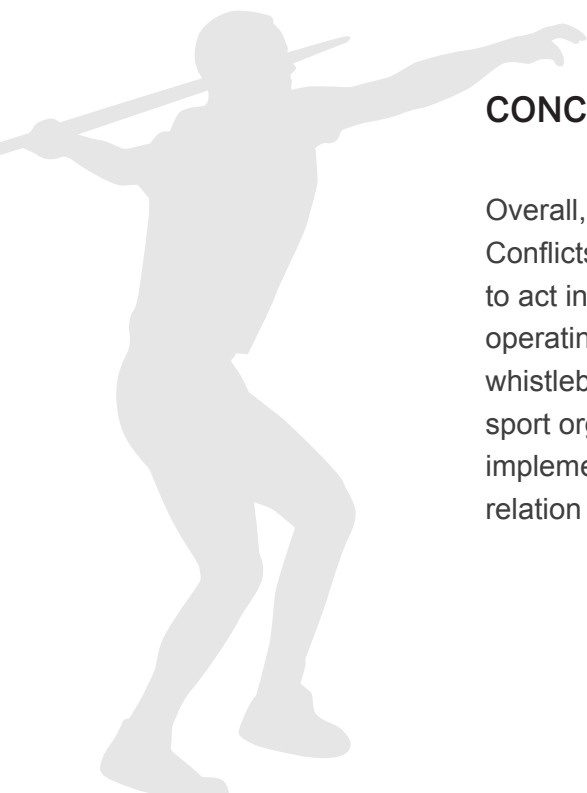 CONC
Overall,
Conflicts
to act in
operatin
whistleb
sport org
impleme
relation